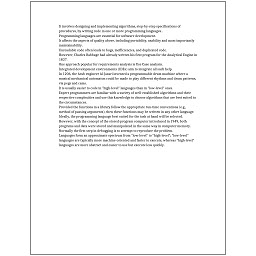 It involves designing and implementing algorithms, step-by-step specifications of
procedures, by writing code in one or more programming languages.
Programming languages are essential for software development.
It affects the aspects of quality above, including portability, usability and most importantly
maintainability.
Unreadable code often leads to bugs, inefficiencies, and duplicated code.
However, Charles Babbage had already written his first program for the Analytical Engine in
1837.
One approach popular for requirements analysis is Use Case analysis.
Integrated development environments (IDEs) aim to integrate all such help.
In 1206, the Arab engineer Al-Jazari invented a programmable drum machine where a
musical mechanical automaton could be made to play different rhythms and drum patterns,
via pegs and cams.
It is usually easier to code in "high-level" languages than in "low-level" ones.
Expert programmers are familiar with a variety of well-established algorithms and their
respective complexities and use this knowledge to choose algorithms that are best suited to
the circumstances.
Provided the functions in a library follow the appropriate run-time conventions (e.g.,
method of passing arguments), then these functions may be written in any other language.
Ideally, the programming language best suited for the task at hand will be selected.
However, with the concept of the stored-program computer introduced in 1949, both
programs and data were stored and manipulated in the same way in computer memory.
Normally the first step in debugging is to attempt to reproduce the problem.
Languages form an approximate spectrum from "low-level" to "high-level"; "low-level"
languages are typically more machine-oriented and faster to execute, whereas "high-level"
languages are more abstract and easier to use but execute less quickly.